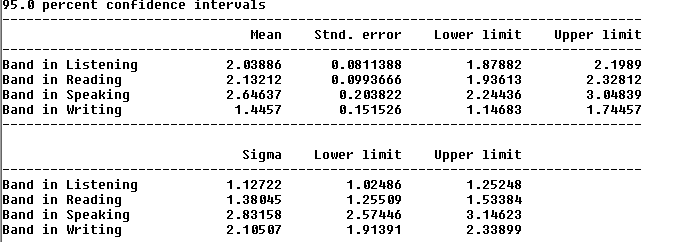 95.0 percent confidence intervals
Mean Stnd. error Lower limit Upper limit
Band in Listening 2.03886 0.0811388 1.87882 2.1989
Band in Reading 2.13212 0.0993666 1.93613 2.32812
Band in Speaking 2.64637 0.203822 2.24436 3.04839
Band in Writing 1.4457 0.151526 1.14683 1.74457
Sigma Lower limit Upper limit
Band in Listening 1.12722 1.02486 1.25248
Band in Reading 1.38045 1.25509 1.53384
Band in Speaking 2.83158 2.57446 3.14623
Band in Writing 2.10507 1.91391 2.33899